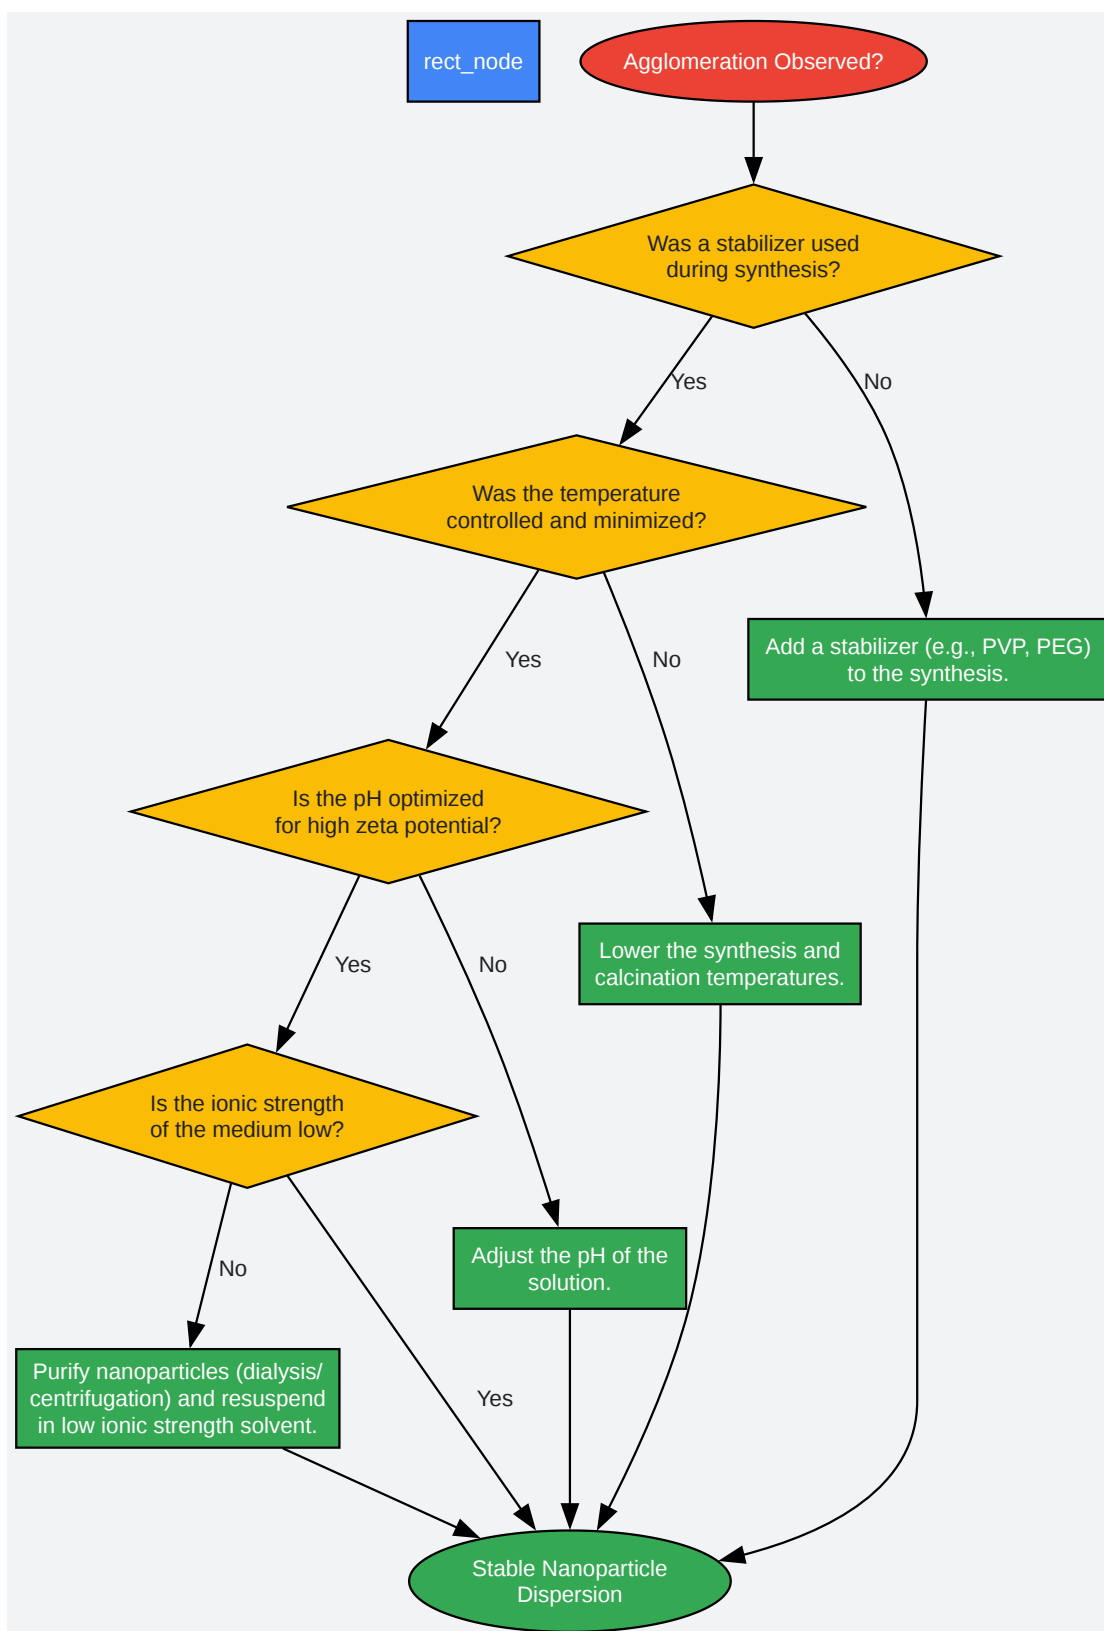 rect_node
Agglomeration Observed?
Was a stabilizer used
during synthesis?
Yes
No
Was the temperature
controlled and minimized?
Yes
No
Add a stabilizer (e.g., PVP, PEG)
to the synthesis.
Is the pH optimized
for high zeta potential?
Yes
No
Lower the synthesis and
calcination temperatures.
Is the ionic strength
of the medium low?
No
Yes
Adjust the pH of the
solution.
Purify nanoparticles (dialysis/
centrifugation) and resuspend
in low ionic strength solvent.
Stable Nanoparticle
Dispersion